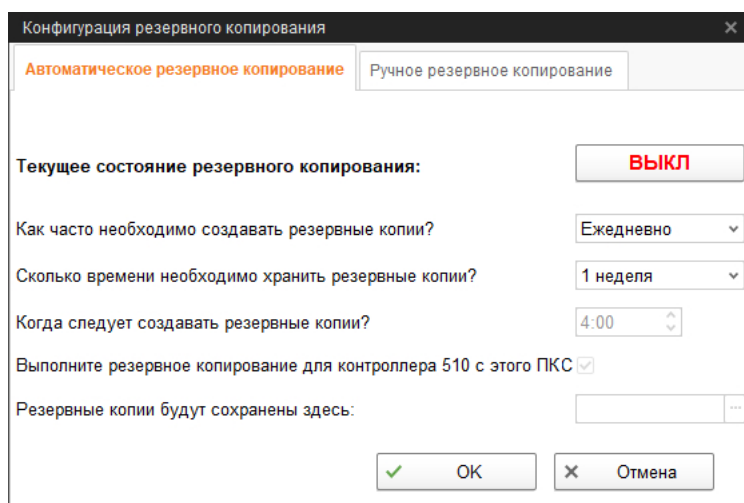 Конфигурация резервного копирования
Автоматическое резервное копирование Ручное резервное копирование
Текущее состояние резервного копирования: ВЫКЛ
Как часто необходимо создавать резервные копии? Ежедневно
Сколько времени необходимо хранить резервные копии? 1 неделя
Когда следует создавать резервные копии? 4:00
Выполните резервное копирование для контроллера 510 с этого ПКС
Резервные копии будут сохранены здесь: ...
OK Отмена